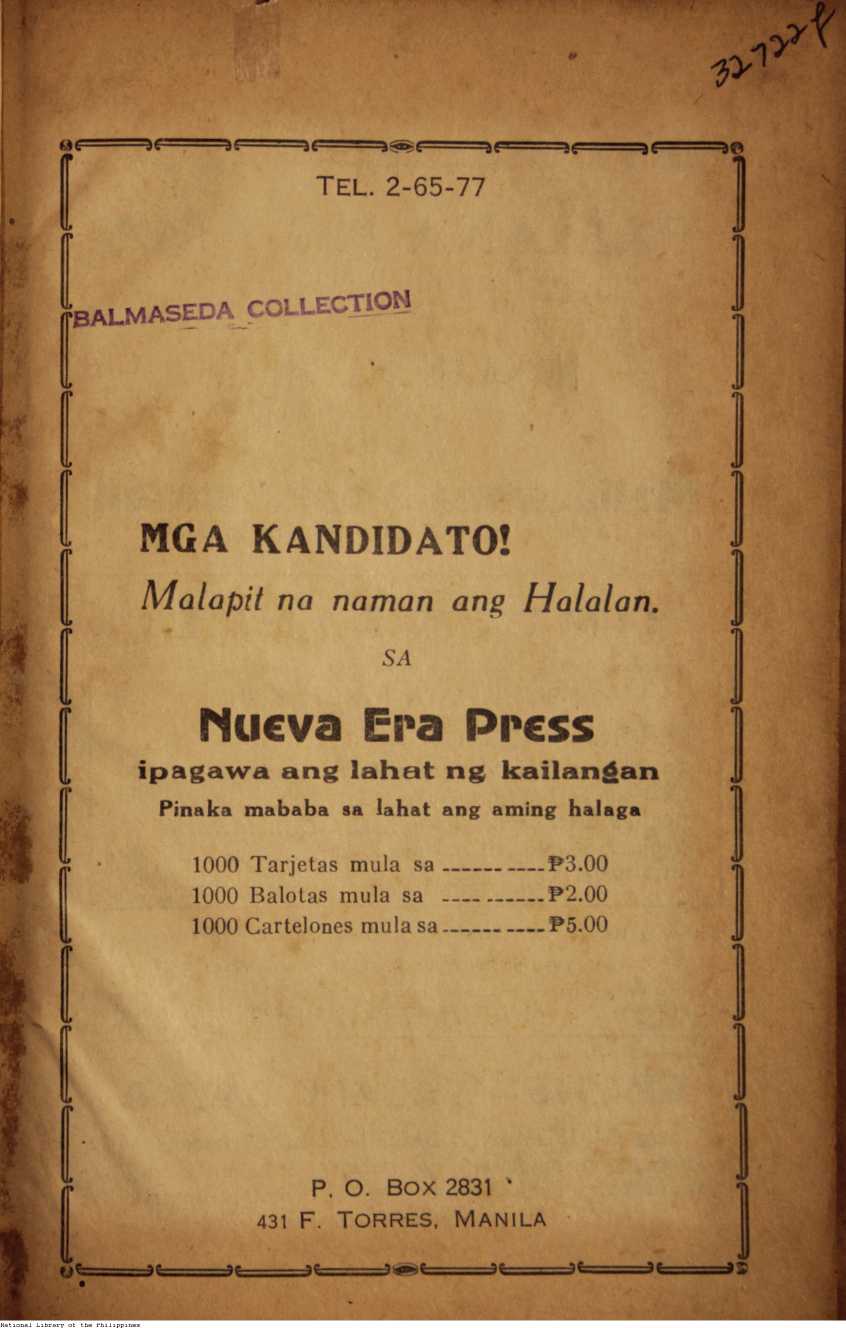 32722f
TEL. 2-65-77
BALMASEDA COLLECTION
MGA KANDIDATO!
Malapit na naman ang Halalan.
SA
Nueva Era Press
ipagawa ang lahat ng kailangan
Pinaka mababa sa lahat ang aming halaga
1000 Tarjetas mula sa ----------₱3.00
1000 Balotas mula sa ----------₱2.00
1000 Cartelones mula sa----------₱5.00
P. O. BOX 2831
431 F. TORRES, MANILA
National Library of the Philippines